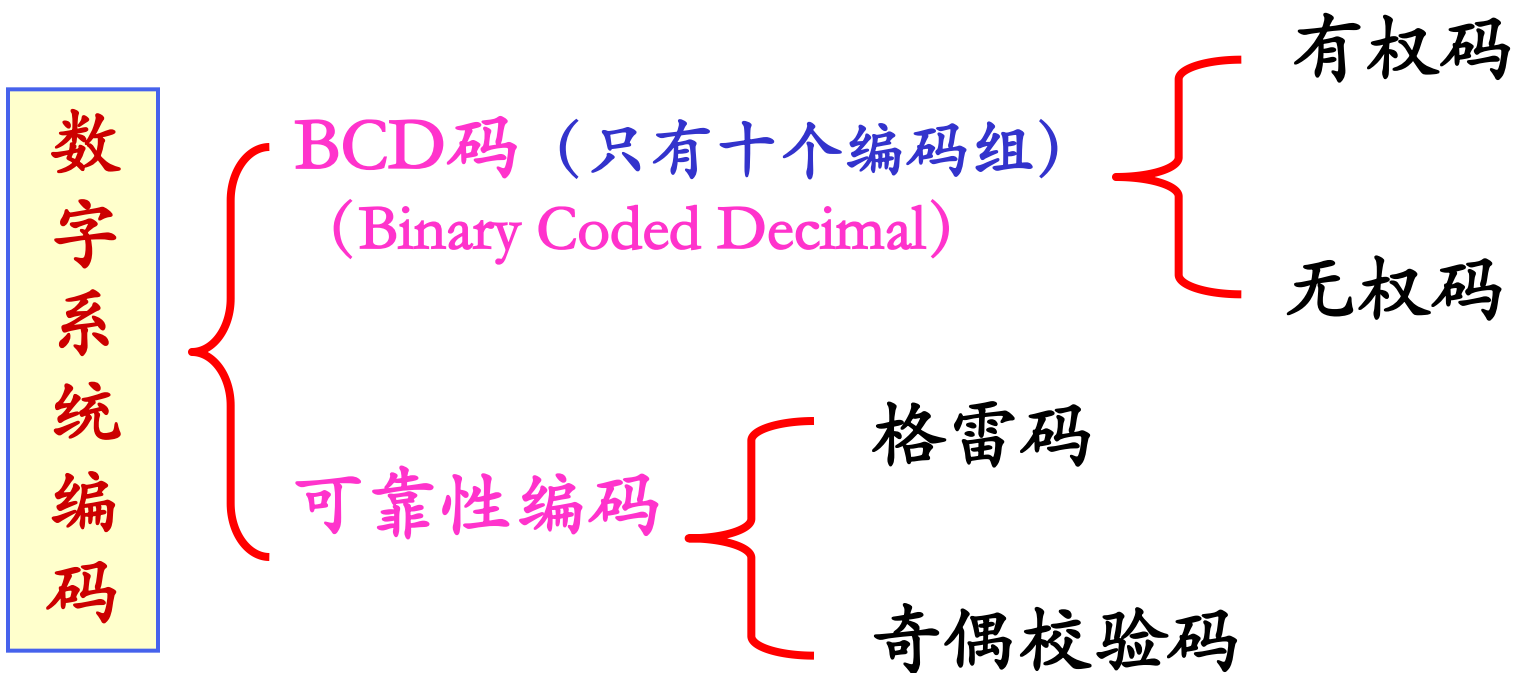 数字系统编码
BCD码（只有十个编码组）
（Binary Coded Decimal）
有权码
无权码
可靠性编码
格雷码
奇偶校验码